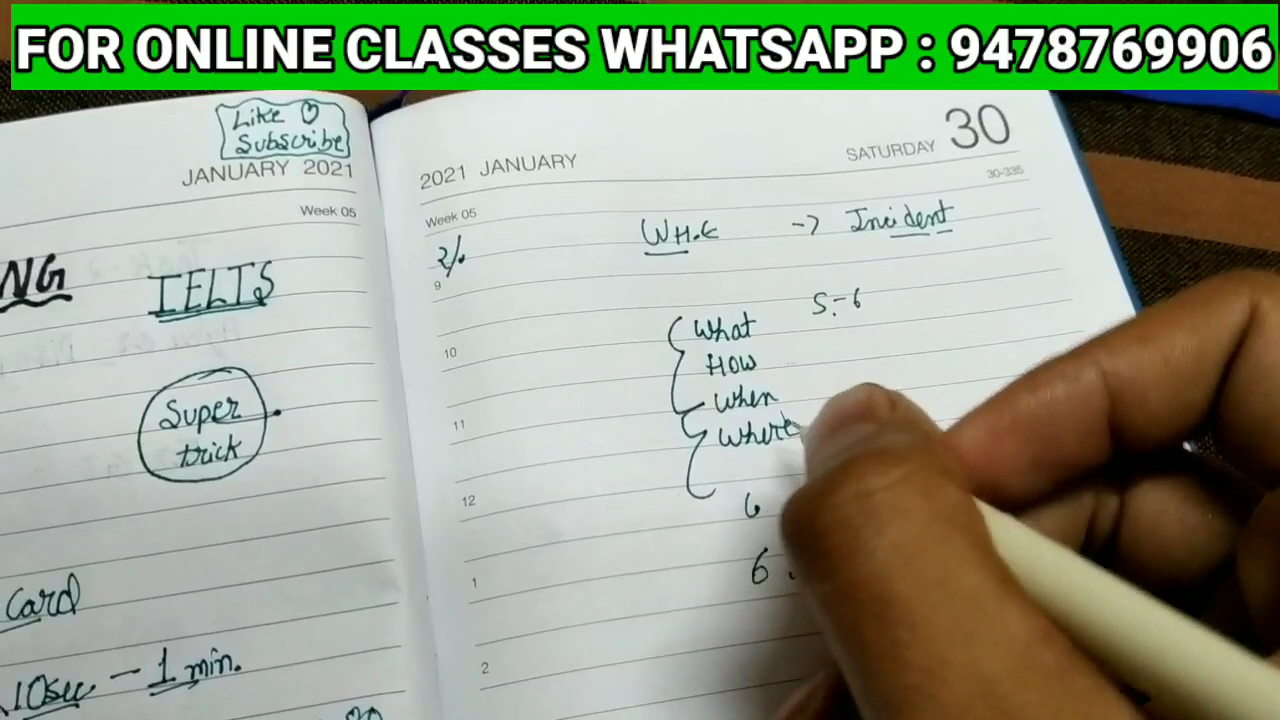 FOR ONLINE CLASSES WHATSAPP : 9478769906
Like
Subscribe
JANUARY 2021
Week 05
NG
IELTS
Super
trick
Card
10sec - 1 min.
2021 JANUARY
SATURDAY 30
30-335
Week 05
2/.
WH.C -> Incident
9
S.-6
What
10
How
When
11
Where
12
6
6
1
2